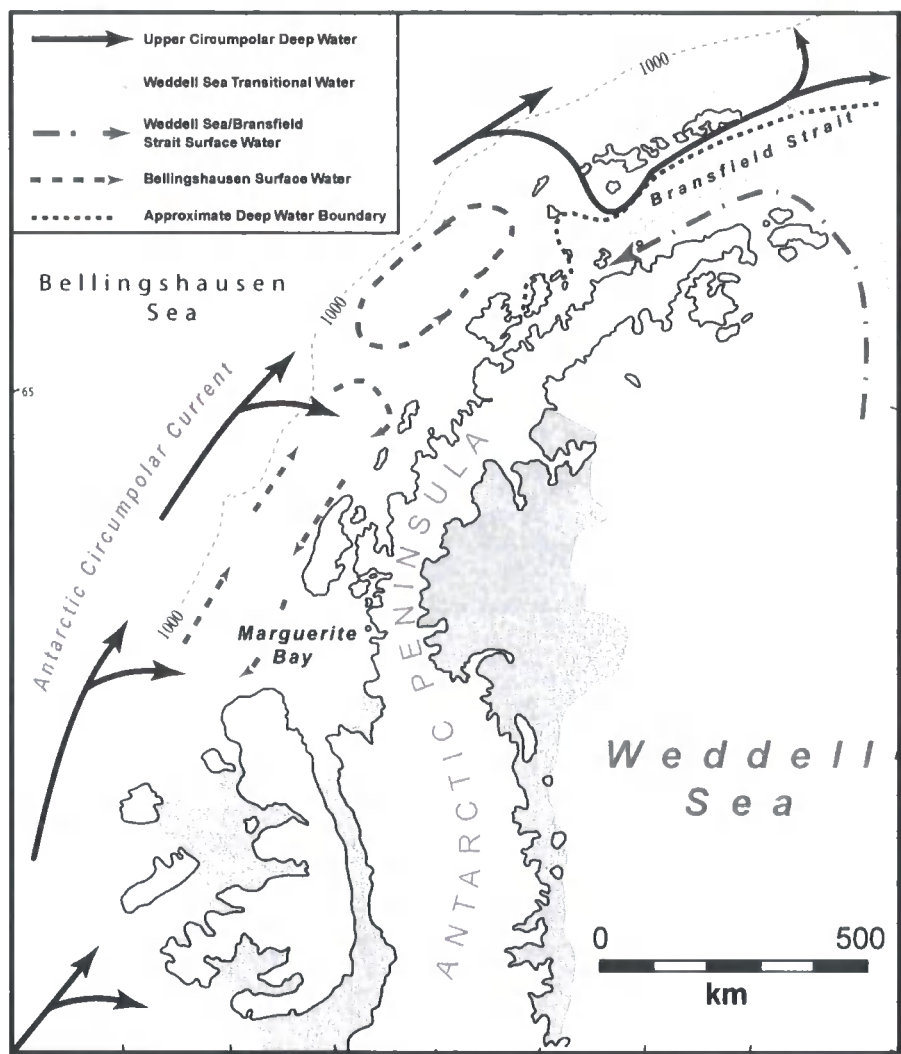 Upper Circumpolar Deep Water
Weddell Sea Transitional Water
Weddell Sea/Bransfield
Strait Surface Water
Bellingshausen Surface Water
Approximate Deep Water Boundary
1000
Bransfield Strait
Bellingshausen
Sea
1000
65
Antarctic Circumpolar Current
1000
Marguerite
Bay
ANTARCTIC PENINSULA
Weddell
Sea
0 500
km